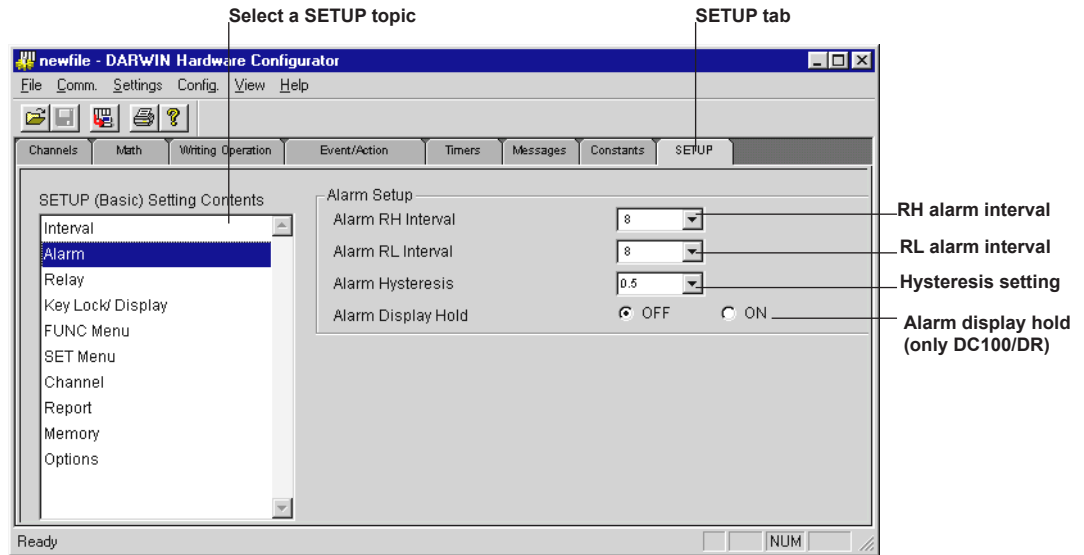 Select a SETUP topic
SETUP tab
newfile - DARWIN Hardware Configurator
File Comm. Settings Config. View Help
Channels Math Writing Operation Event/Action Timers Messages Constants SETUP
SETUP (Basic) Setting Contents
Interval
Alarm
Relay
Key Lock/ Display
FUNC Menu
SET Menu
Channel
Report
Memory
Options
Alarm Setup
Alarm RH Interval 8
Alarm RL Interval 8
Alarm Hysteresis 0.5
Alarm Display Hold OFF ON
RH alarm interval
RL alarm interval
Hysteresis setting
Alarm display hold
(only DC100/DR)
Ready NUM